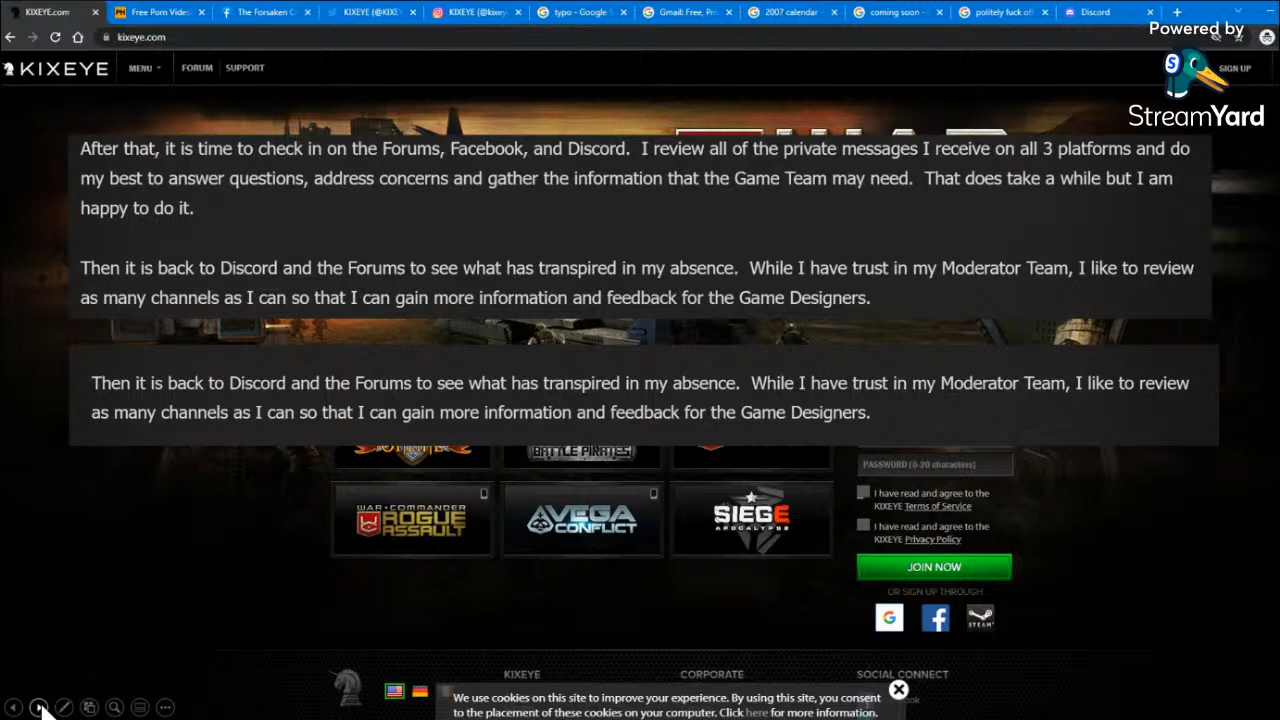 KIXEYE.com
Free Porn Video
The Forsaken C
KIXEYE (@KIXE
KIXEYE (@kixey
typo - Google S
Gmail: Free, Pri
2007 calendar -
coming soon -
politely fuck of
Discord
kixeye.com
Powered by
StreamYard
KIXEYE
MENU
FORUM
SUPPORT
SIGN UP
After that, it is time to check in on the Forums, Facebook, and Discord. I review all of the private messages I receive on all 3 platforms and do
my best to answer questions, address concerns and gather the information that the Game Team may need. That does take a while but I am
happy to do it.
Then it is back to Discord and the Forums to see what has transpired in my absence. While I have trust in my Moderator Team, I like to review
as many channels as I can so that I can gain more information and feedback for the Game Designers.
Then it is back to Discord and the Forums to see what has transpired in my absence. While I have trust in my Moderator Team, I like to review
as many channels as I can so that I can gain more information and feedback for the Game Designers.
BATTLE PIRATES
PASSWORD (6-20 characters)
I have read and agree to the
KIXEYE Terms of Service
I have read and agree to the
KIXEYE Privacy Policy
WAR COMMANDER
ROGUE
ASSAULT
VEGA
CONFLICT
SIEGE
APOCALYPSE
JOIN NOW
OR SIGN UP THROUGH
STEAM
KIXEYE
CORPORATE
SOCIAL CONNECT
We use cookies on this site to improve your experience. By using this site, you consent
to the placement of these cookies on your computer. Click here for more information.